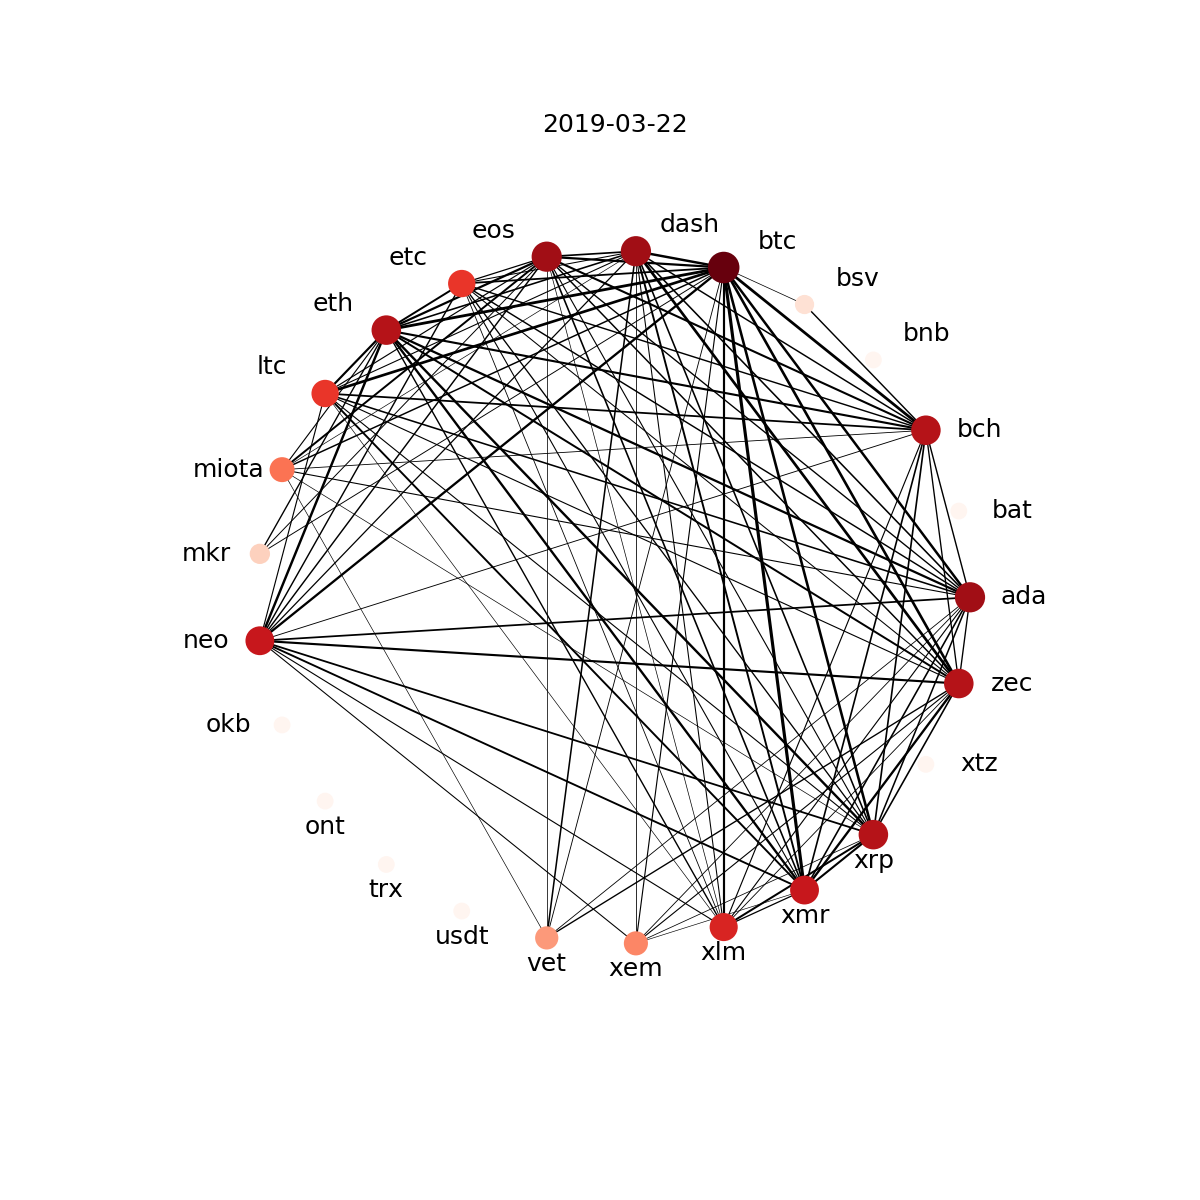 2019-03-22
dash
eos
btc
etc
bsv
eth
bnb
ltc
bch
miota
bat
mkr
ada
neo
zec
okb
xtz
ont
xrp
trx
xmr
usdt
xlm
vet
xem